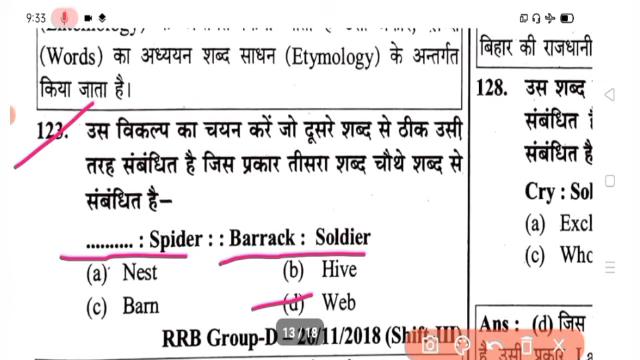 9:33
(Words) का अध्ययन शब्द साधन (Etymology) के अन्तर्गत
किया जाता है।
123. उस विकल्प का चयन करें जो दूसरे शब्द से ठीक उसी
तरह संबंधित है जिस प्रकार तीसरा शब्द चौथे शब्द से
संबंधित है–
.......... : Spider : : Barrack : Soldier
(a) Nest (b) Hive
(c) Barn (d) Web
RRB Group-D – 26/11/2018 (Shift III)
13 / 18
बिहार की राजधानी
128. उस शब्द
संबंधित है
संबंधित है
Cry : Sol
(a) Excl
(c) Who
Ans : (d) जिस